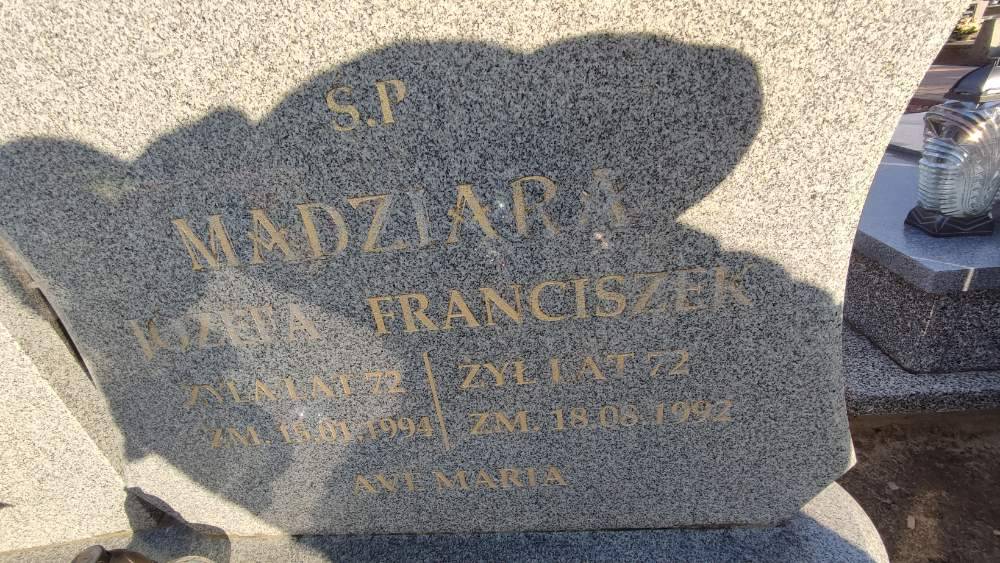 S.P
MADZIARA
JÓZEFA FRANCISZEK
ŻYŁA LAT 72 ŻYŁ LAT 72
ZM. 15.01.1994 ZM. 18.08.1992
AVE MARIA